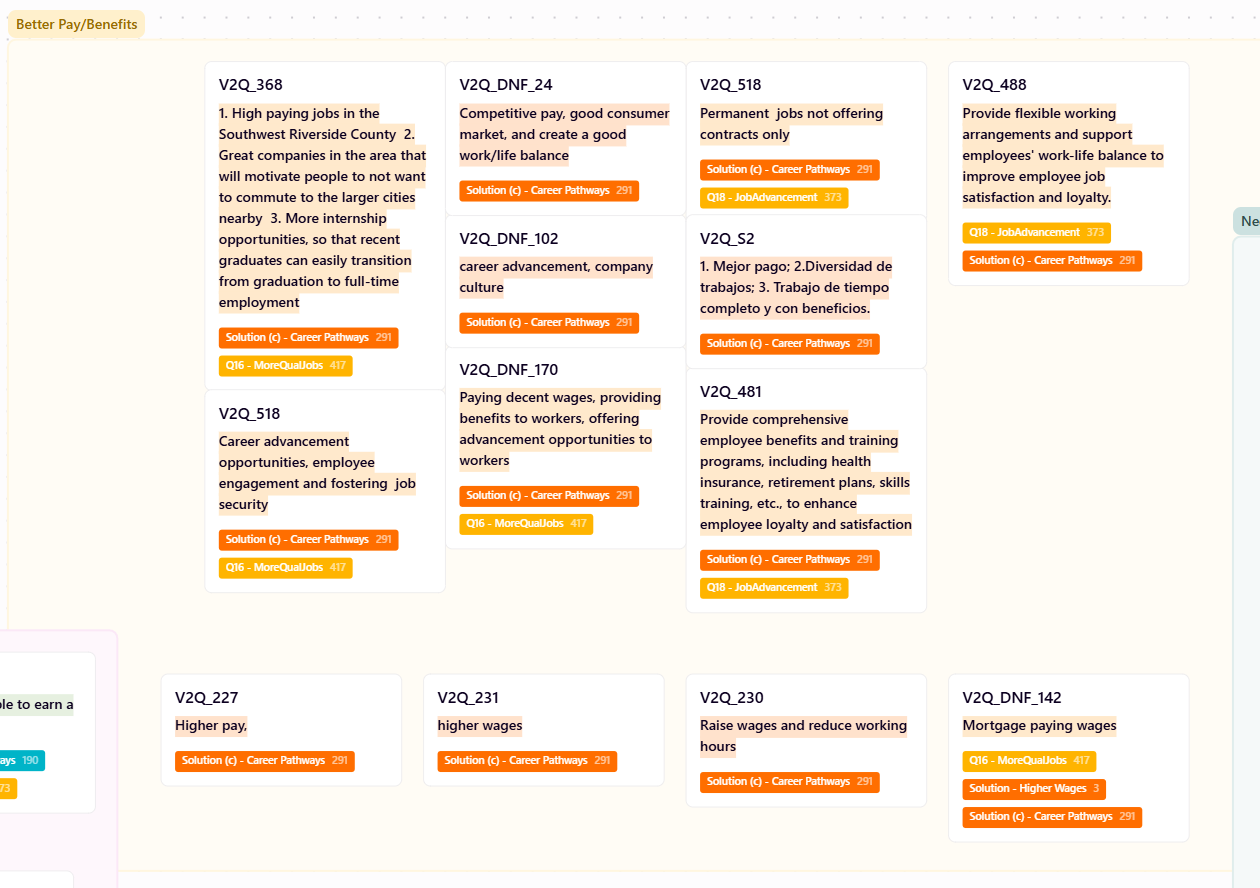 Better Pay/Benefits
V2Q_368
1. High paying jobs in the
Southwest Riverside County  2.
Great companies in the area that
will motivate people to not want
to commute to the larger cities
nearby  3. More internship
opportunities, so that recent
graduates can easily transition
from graduation to full-time
employment
Solution (c) - Career Pathways 291
Q16 - MoreQualJobs 417
V2Q_518
Career advancement
opportunities, employee
engagement and fostering  job
security
Solution (c) - Career Pathways 291
Q16 - MoreQualJobs 417
V2Q_DNF_24
Competitive pay, good consumer
market, and create a good
work/life balance
Solution (c) - Career Pathways 291
V2Q_DNF_102
career advancement, company
culture
Solution (c) - Career Pathways 291
V2Q_DNF_170
Paying decent wages, providing
benefits to workers, offering
advancement opportunities to
workers
Solution (c) - Career Pathways 291
Q16 - MoreQualJobs 417
V2Q_518
Permanent  jobs not offering
contracts only
Solution (c) - Career Pathways 291
Q18 - JobAdvancement 373
V2Q_S2
1. Mejor pago; 2.Diversidad de
trabajos; 3. Trabajo de tiempo
completo y con beneficios.
Solution (c) - Career Pathways 291
V2Q_481
Provide comprehensive
employee benefits and training
programs, including health
insurance, retirement plans, skills
training, etc., to enhance
employee loyalty and satisfaction
Solution (c) - Career Pathways 291
Q18 - JobAdvancement 373
V2Q_488
Provide flexible working
arrangements and support
employees' work-life balance to
improve employee job
satisfaction and loyalty.
Q18 - JobAdvancement 373
Solution (c) - Career Pathways 291
Ne
le to earn a
ays 190
73
V2Q_227
Higher pay,
Solution (c) - Career Pathways 291
V2Q_231
higher wages
Solution (c) - Career Pathways 291
V2Q_230
Raise wages and reduce working
hours
Solution (c) - Career Pathways 291
V2Q_DNF_142
Mortgage paying wages
Q16 - MoreQualJobs 417
Solution - Higher Wages 3
Solution (c) - Career Pathways 291